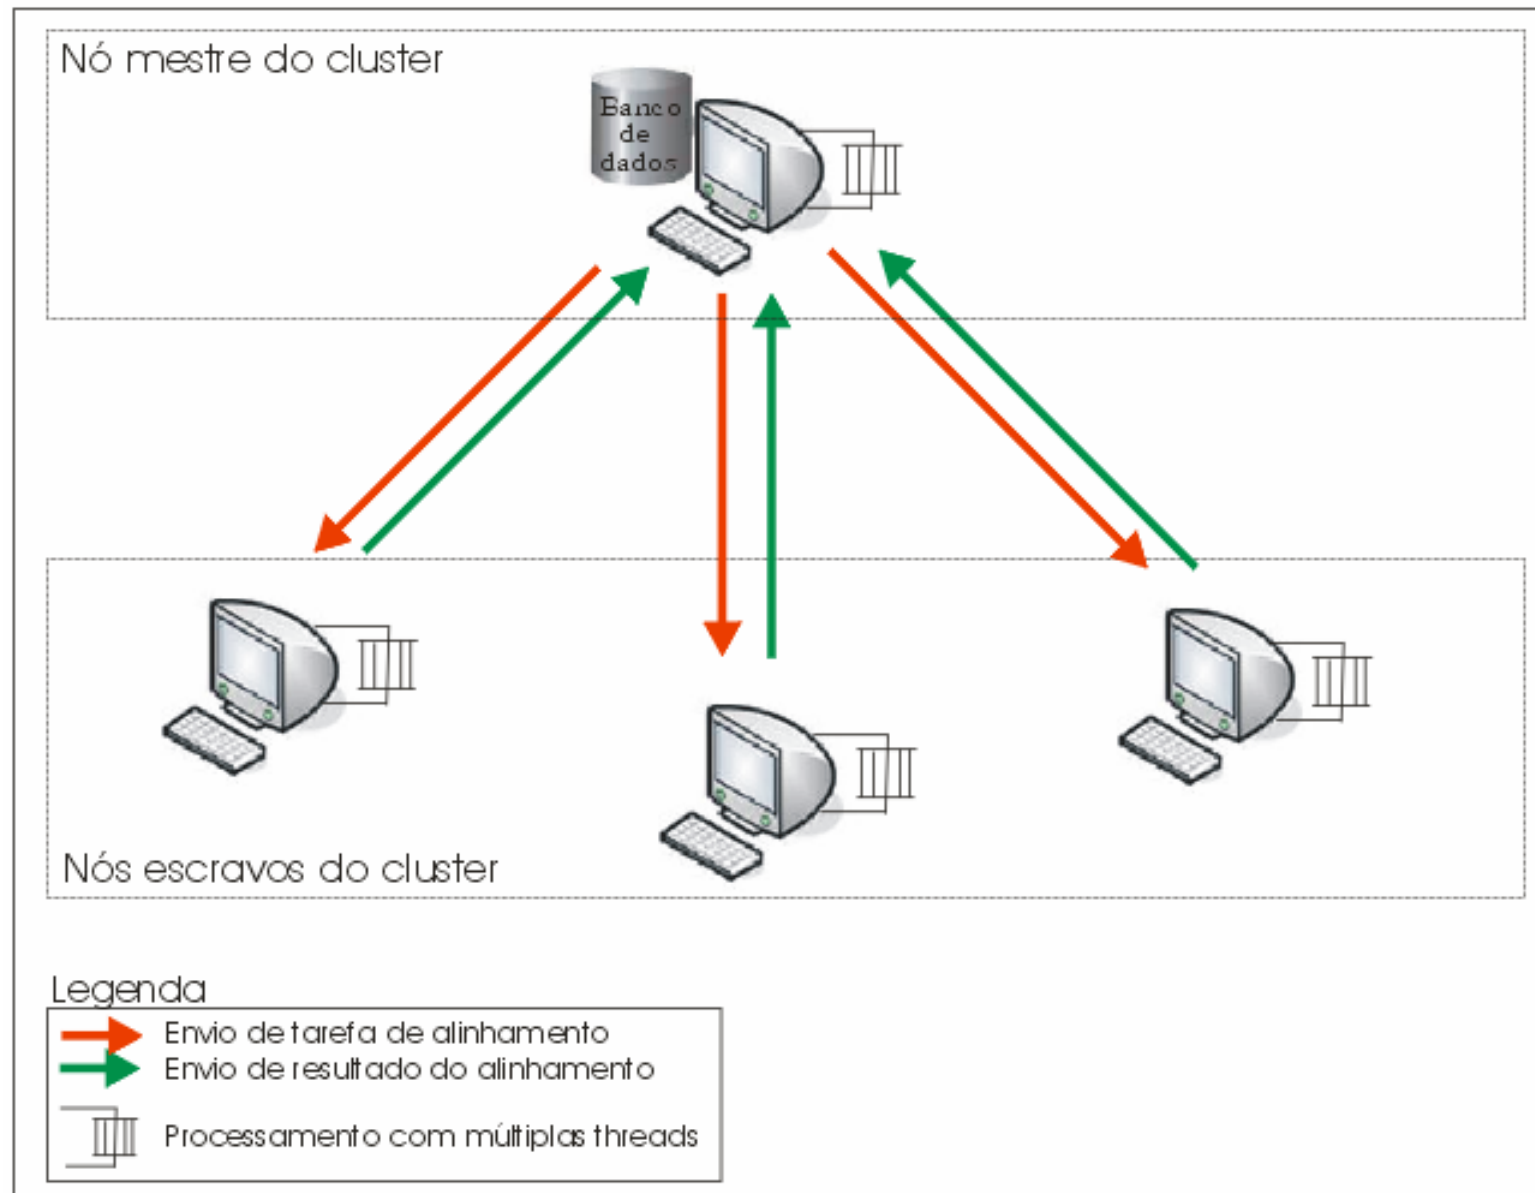 Nó mestre do cluster
Banco
de
dados
Nós escravos do cluster
Legenda
Envio de tarefa de alinhamento
Envio de resultado do alinhamento
Processamento com múltiplas threads